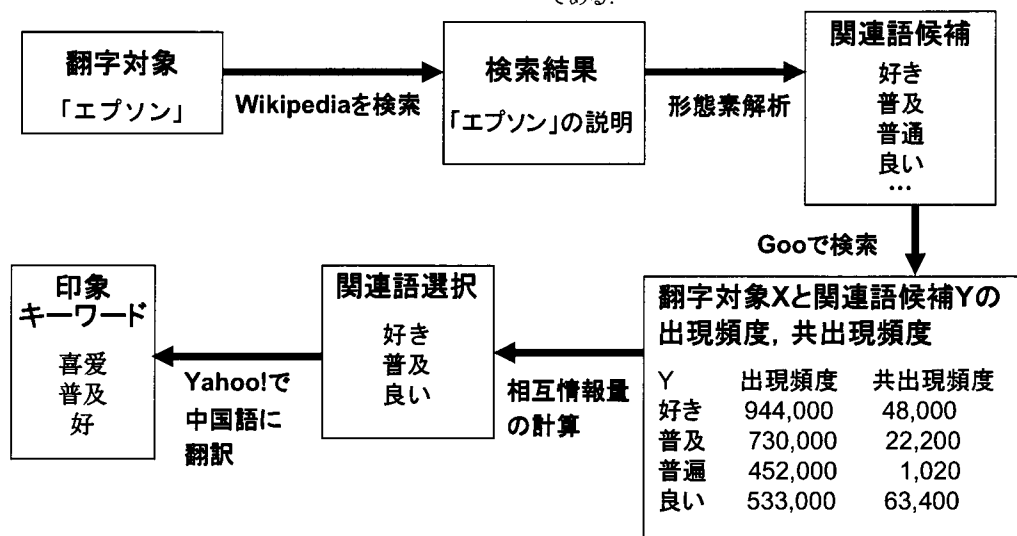 である.
翻字対象
「エプソン」
Wikipediaを検索
検索結果
「エプソン」の説明
形態素解析
関連語候補
好き
普及
普通
良い
…
Gooで検索
翻字対象Xと関連語候補Yの
出現頻度, 共出現頻度
Y 出現頻度 共出現頻度
好き 944,000 48,000
普及 730,000 22,200
普遍 452,000 1,020
良い 533,000 63,400
相互情報量
の計算
関連語選択
好き
普及
良い
Yahoo!で
中国語に
翻訳
印象
キーワード
喜爱
普及
好